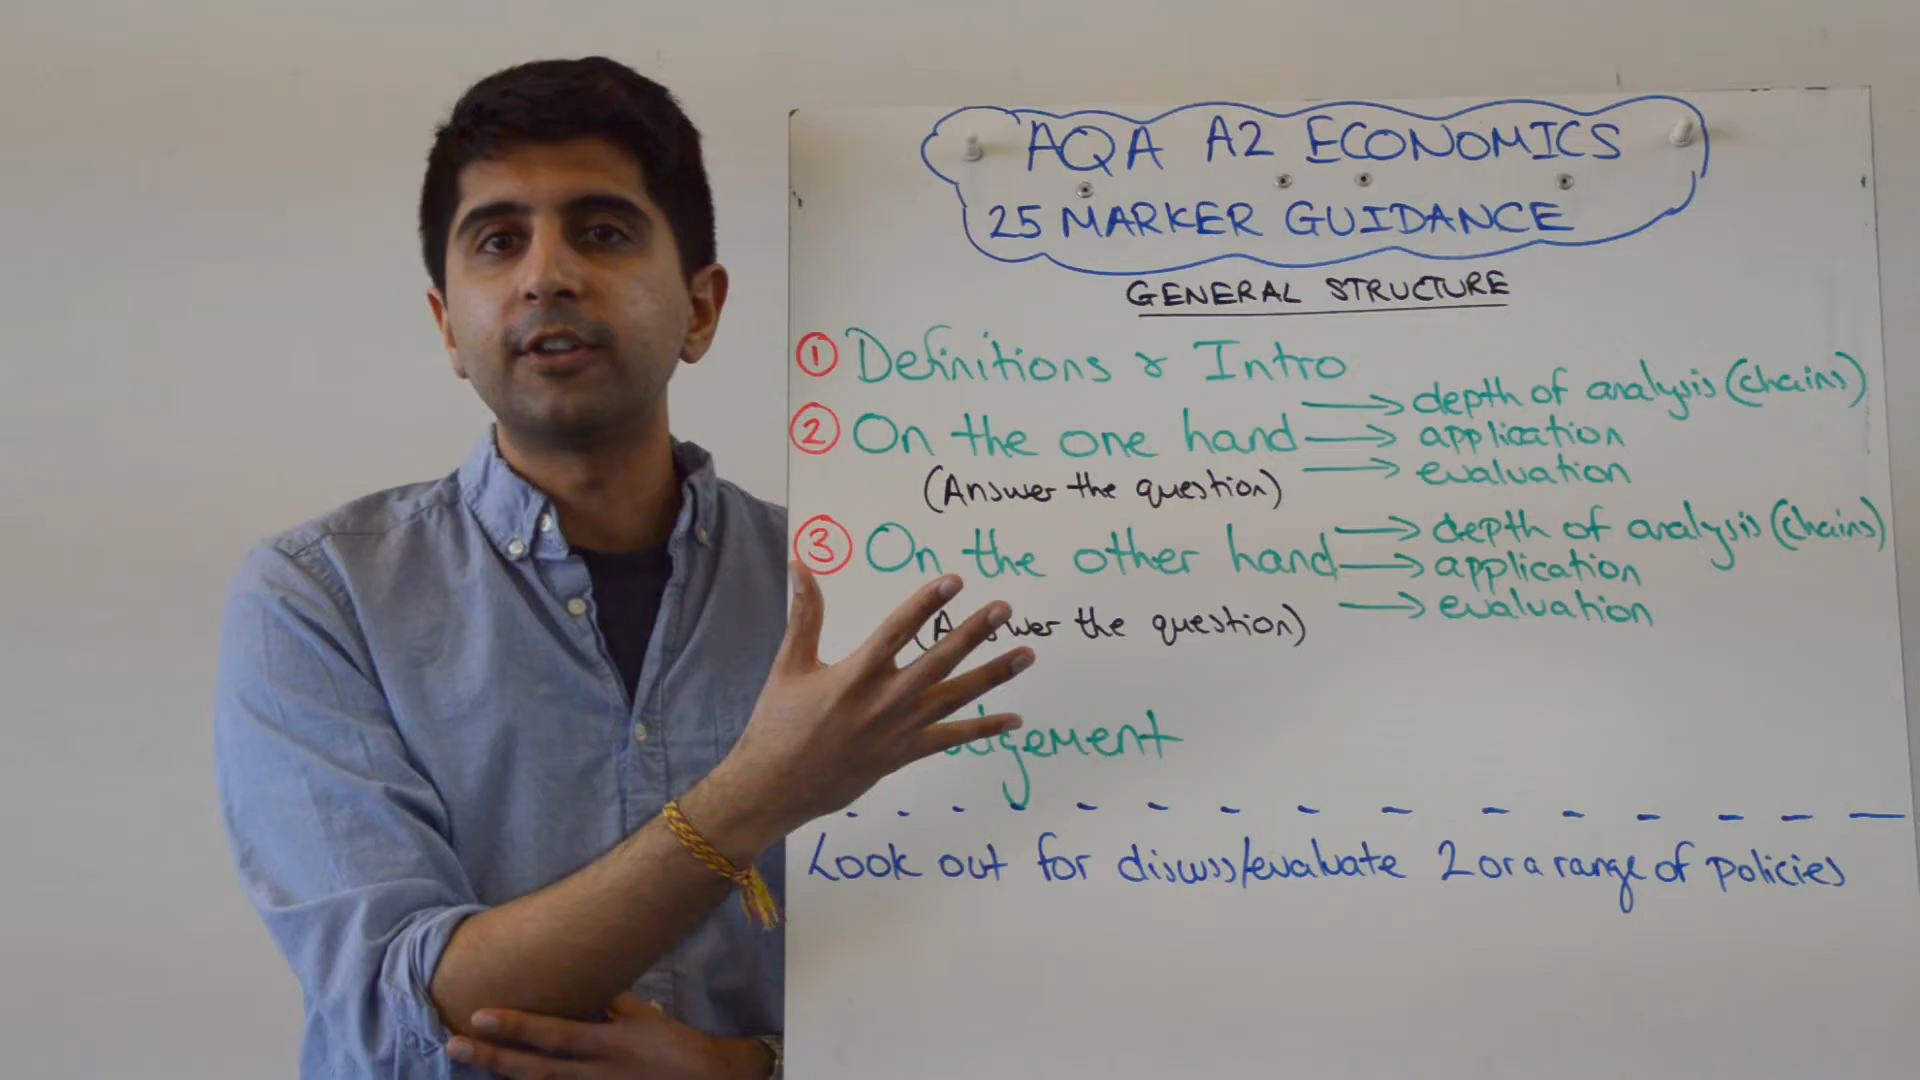 AQA A2 ECONOMICS
25 MARKER GUIDANCE
GENERAL STRUCTURE
① Definitions & Intro
② On the one hand → depth of analysis (chains)
→ application
→ evaluation
(Answer the question)
③ On the other hand → depth of analysis (chains)
→ application
→ evaluation
(Answer the question)
Judgement
Look out for discuss/evaluate 2 or a range of policies